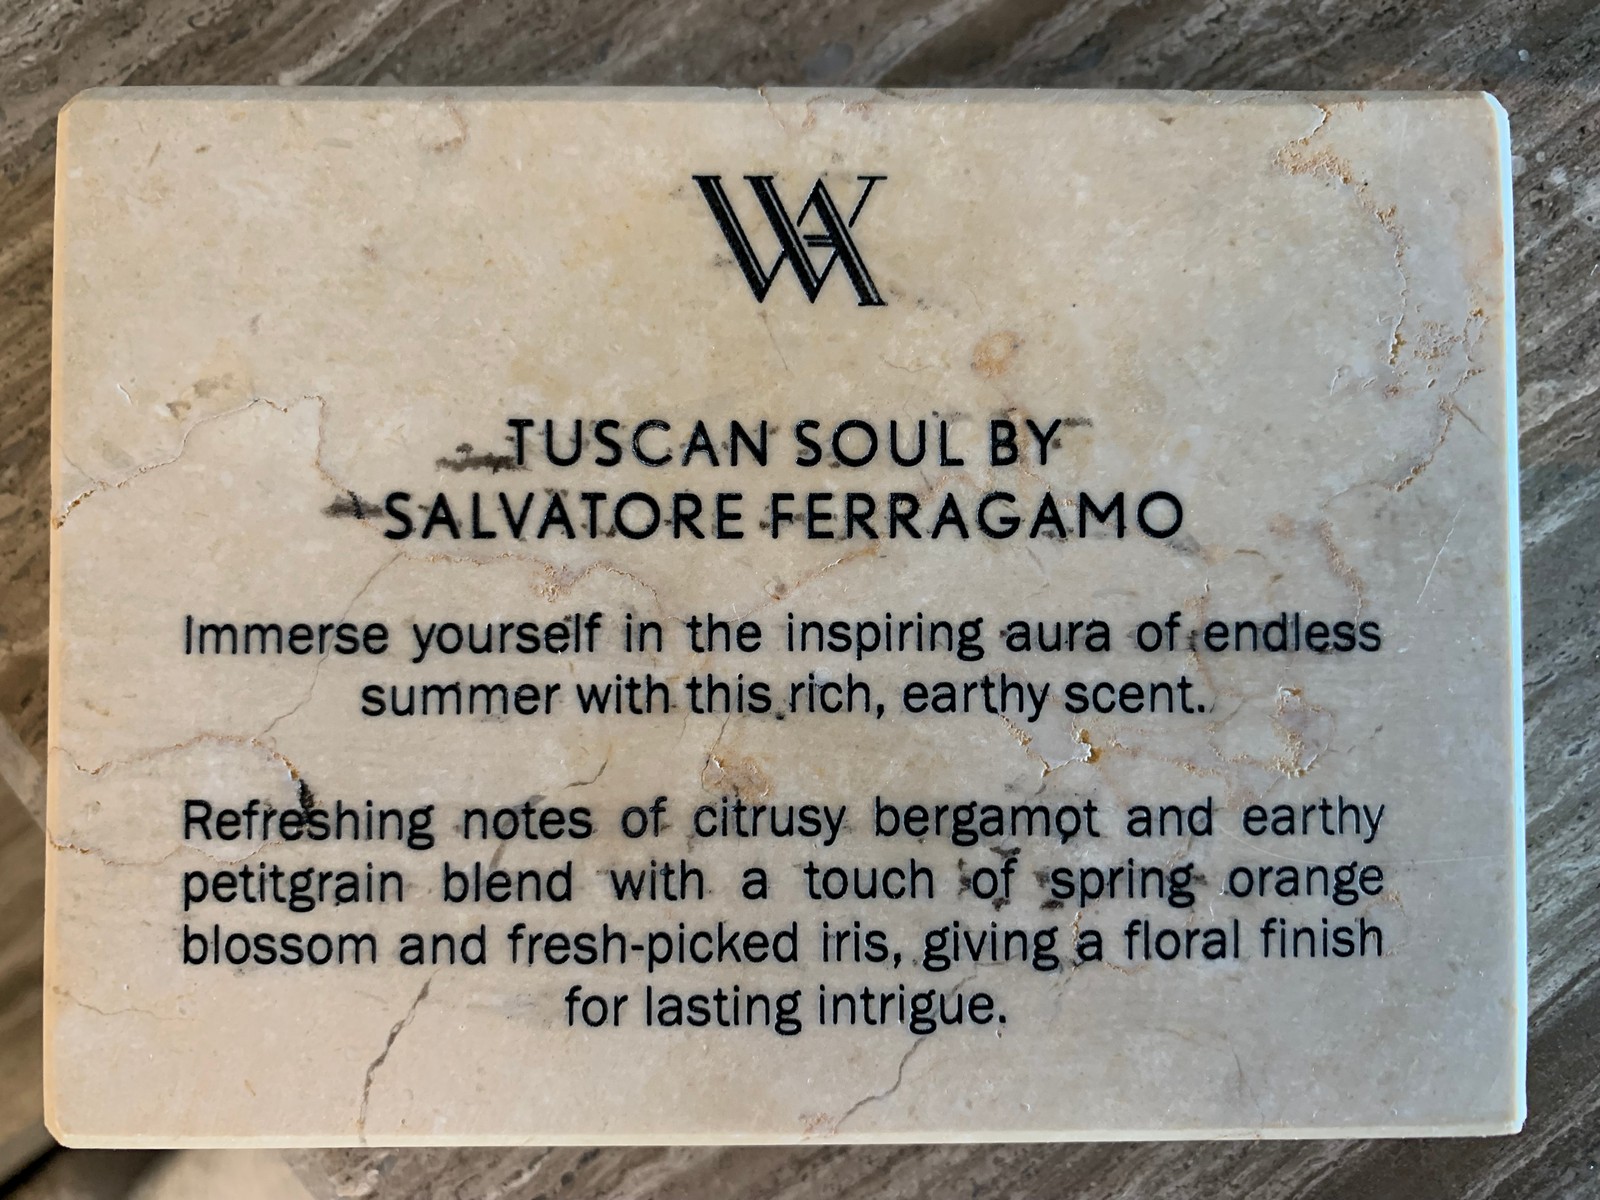 WA
TUSCAN SOUL BY
SALVATORE FERRAGAMO
Immerse yourself in the inspiring aura of endless
summer with this rich, earthy scent.
Refreshing notes of citrusy bergamot and earthy
petitgrain blend with a touch of spring orange
blossom and fresh-picked iris, giving a floral finish
for lasting intrigue.